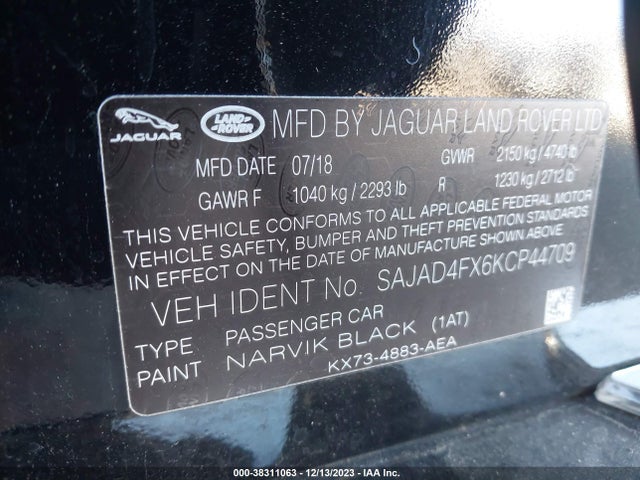 JAGUAR LAND ROVER MFD BY JAGUAR LAND ROVER LTD
MFD DATE 07/18 GVWR 2150 kg / 4740 lb
GAWR F 1040 kg / 2293 lb R 1230 kg / 2712 lb
THIS VEHICLE CONFORMS TO ALL APPLICABLE FEDERAL MOTOR
VEHICLE SAFETY, BUMPER AND THEFT PREVENTION STANDARDS
IN EFFECT ON THE DATE OF MANUFACTURE SHOWN ABOVE
VEH IDENT No. SAJAD4FX6KCP44709
TYPE PASSENGER CAR
PAINT NARVIK BLACK (1AT)
KX73-4883-AEA
000-38311063 • 12/13/2023 • IAA Inc.